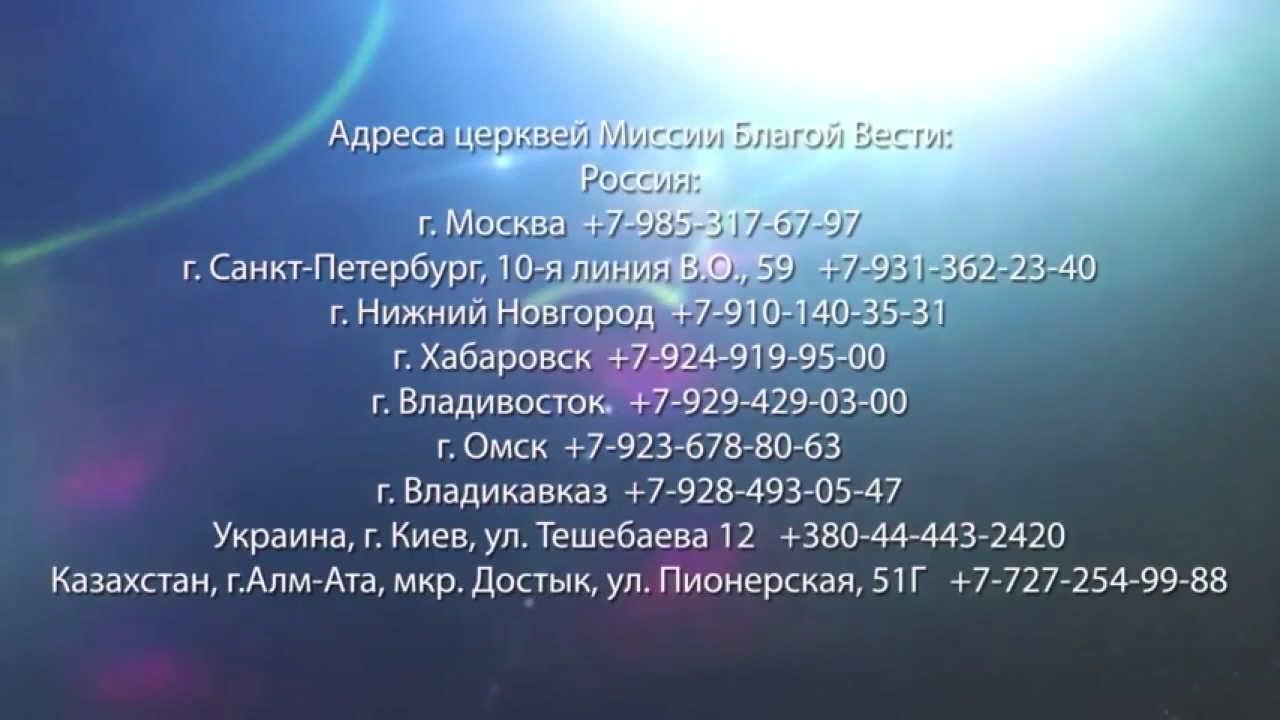 Адреса церквей Миссии Благой Вести:
Россия:
г. Москва +7-985-317-67-97
г. Санкт-Петербург, 10-я линия В.О., 59 +7-931-362-23-40
г. Нижний Новгород +7-910-140-35-31
г. Хабаровск +7-924-919-95-00
г. Владивосток +7-929-429-03-00
г. Омск +7-923-678-80-63
г. Владикавказ +7-928-493-05-47
Украина, г. Киев, ул. Тешебаева 12 +380-44-443-2420
Казахстан, г.Алм-Ата, мкр. Достык, ул. Пионерская, 51Г +7-727-254-99-88